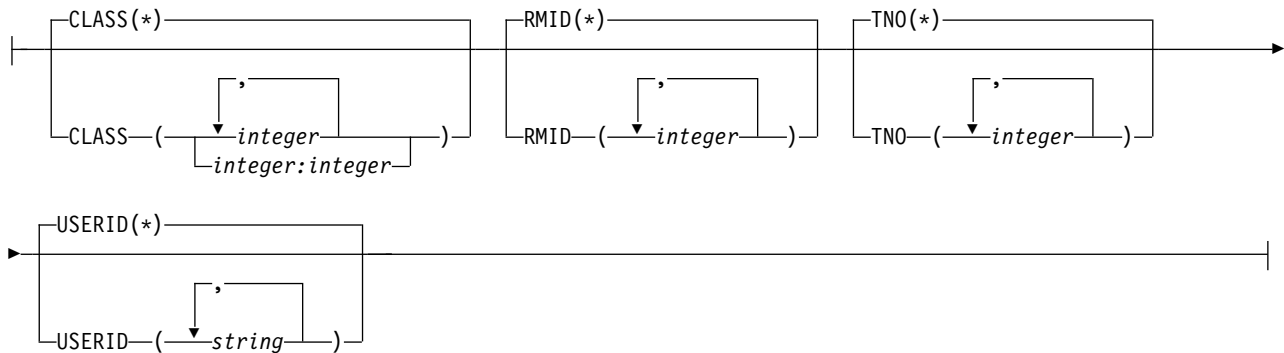 CLASS(*) RMID(*) TNO(*)
, , ,
CLASS ( integer ) RMID ( integer ) TNO ( integer )
integer:integer
USERID(*)
,
USERID ( string )